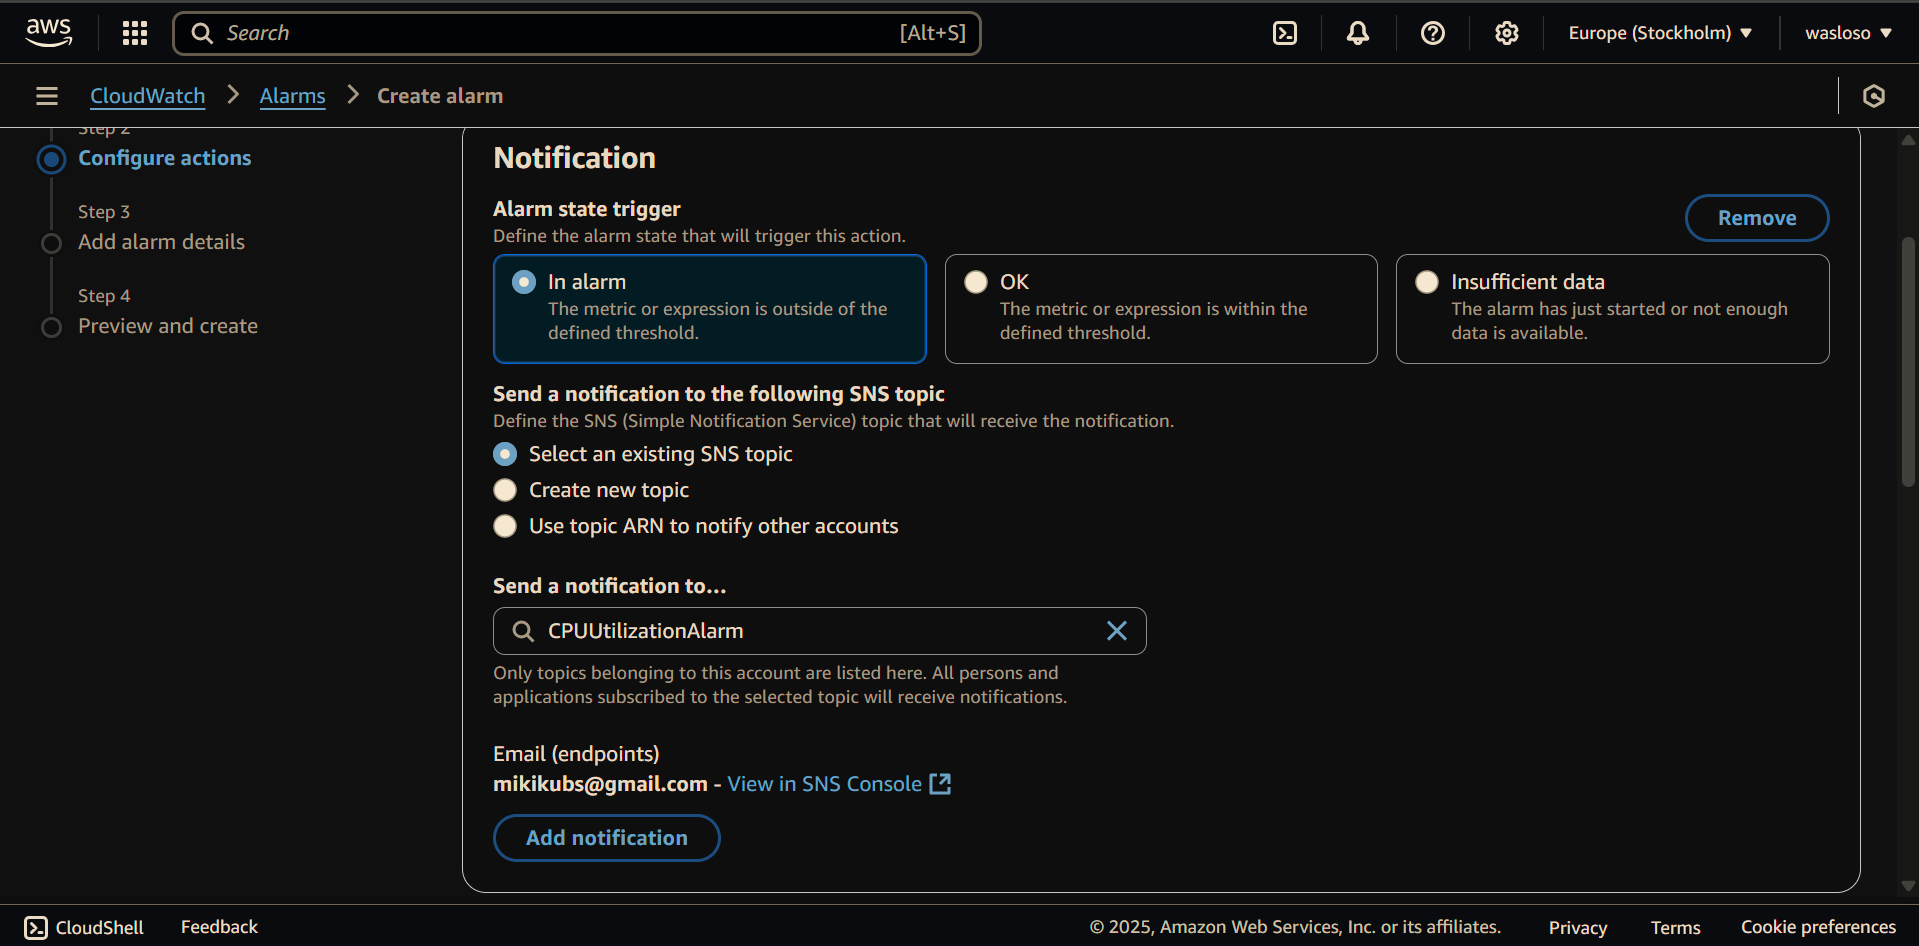 aws
Search [Alt+S]
Europe (Stockholm)
wasloso
CloudWatch
Alarms
Create alarm
Step 2
Configure actions
Step 3
Add alarm details
Step 4
Preview and create
Notification
Alarm state trigger
Define the alarm state that will trigger this action.
Remove
In alarm
The metric or expression is outside of the
defined threshold.
OK
The metric or expression is within the
defined threshold.
Insufficient data
The alarm has just started or not enough
data is available.
Send a notification to the following SNS topic
Define the SNS (Simple Notification Service) topic that will receive the notification.
Select an existing SNS topic
Create new topic
Use topic ARN to notify other accounts
Send a notification to…
CPUUtilizationAlarm
Only topics belonging to this account are listed here. All persons and
applications subscribed to the selected topic will receive notifications.
Email (endpoints)
mikikubs@gmail.com - View in SNS Console
Add notification
CloudShell
Feedback
© 2025, Amazon Web Services, Inc. or its affiliates.
Privacy
Terms
Cookie preferences